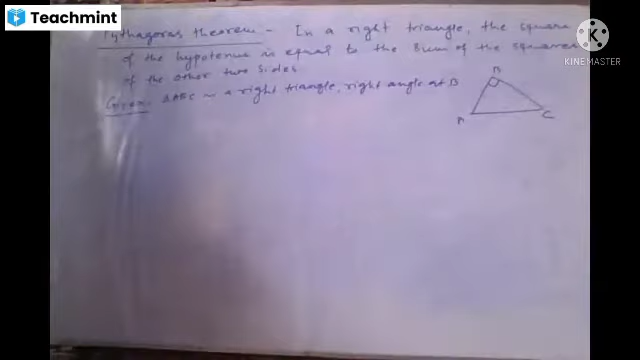 Teachmint
Pythagoras theorem - In a right triangle, the square
of the hypotenus is equal to the sum of the squares
of the other two sides.
Given. ΔABC ~ a right triangle, right angle at B
B
A
C
K
KINEMASTER